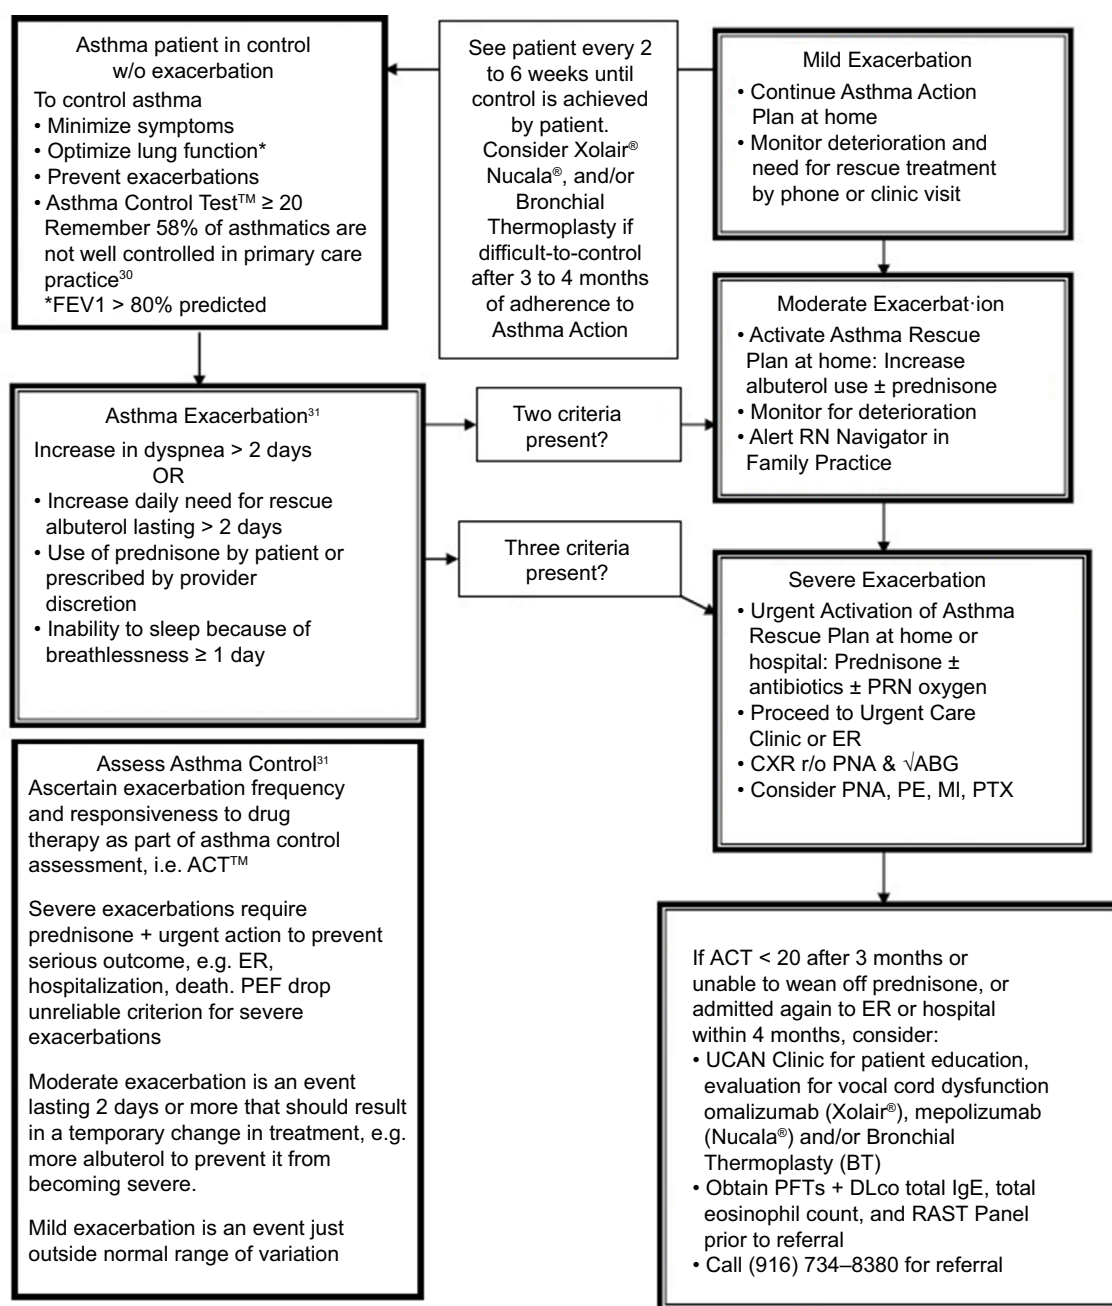 Asthma patient in control
w/o exacerbation
To control asthma
• Minimize symptoms
• Optimize lung function*
• Prevent exacerbations
• Asthma Control Test™ ≥ 20
Remember 58% of asthmatics are
not well controlled in primary care
practice³⁰
*FEV1 > 80% predicted
See patient every 2
to 6 weeks until
control is achieved
by patient.
Consider Xolair®
Nucala®, and/or
Bronchial
Thermoplasty if
difficult-to-control
after 3 to 4 months
of adherence to
Asthma Action
Mild Exacerbation
• Continue Asthma Action
Plan at home
• Monitor deterioration and
need for rescue treatment
by phone or clinic visit
Moderate Exacerbat·ion
• Activate Asthma Rescue
Plan at home: Increase
albuterol use ± prednisone
• Monitor for deterioration
• Alert RN Navigator in
Family Practice
Asthma Exacerbation³¹
Increase in dyspnea > 2 days
OR
• Increase daily need for rescue
albuterol lasting > 2 days
• Use of prednisone by patient or
prescribed by provider
discretion
• Inability to sleep because of
breathlessness ≥ 1 day
Two criteria
present?
Three criteria
present?
Severe Exacerbation
• Urgent Activation of Asthma
Rescue Plan at home or
hospital: Prednisone ±
antibiotics ± PRN oxygen
• Proceed to Urgent Care
Clinic or ER
• CXR r/o PNA & √ABG
• Consider PNA, PE, MI, PTX
Assess Asthma Control³¹
Ascertain exacerbation frequency
and responsiveness to drug
therapy as part of asthma control
assessment, i.e. ACT™
Severe exacerbations require
prednisone + urgent action to prevent
serious outcome, e.g. ER,
hospitalization, death. PEF drop
unreliable criterion for severe
exacerbations
Moderate exacerbation is an event
lasting 2 days or more that should result
in a temporary change in treatment, e.g.
more albuterol to prevent it from
becoming severe.
Mild exacerbation is an event just
outside normal range of variation
If ACT < 20 after 3 months or
unable to wean off prednisone, or
admitted again to ER or hospital
within 4 months, consider:
• UCAN Clinic for patient education,
evaluation for vocal cord dysfunction
omalizumab (Xolair®), mepolizumab
(Nucala®) and/or Bronchial
Thermoplasty (BT)
• Obtain PFTs + DLco total IgE, total
eosinophil count, and RAST Panel
prior to referral
• Call (916) 734–8380 for referral